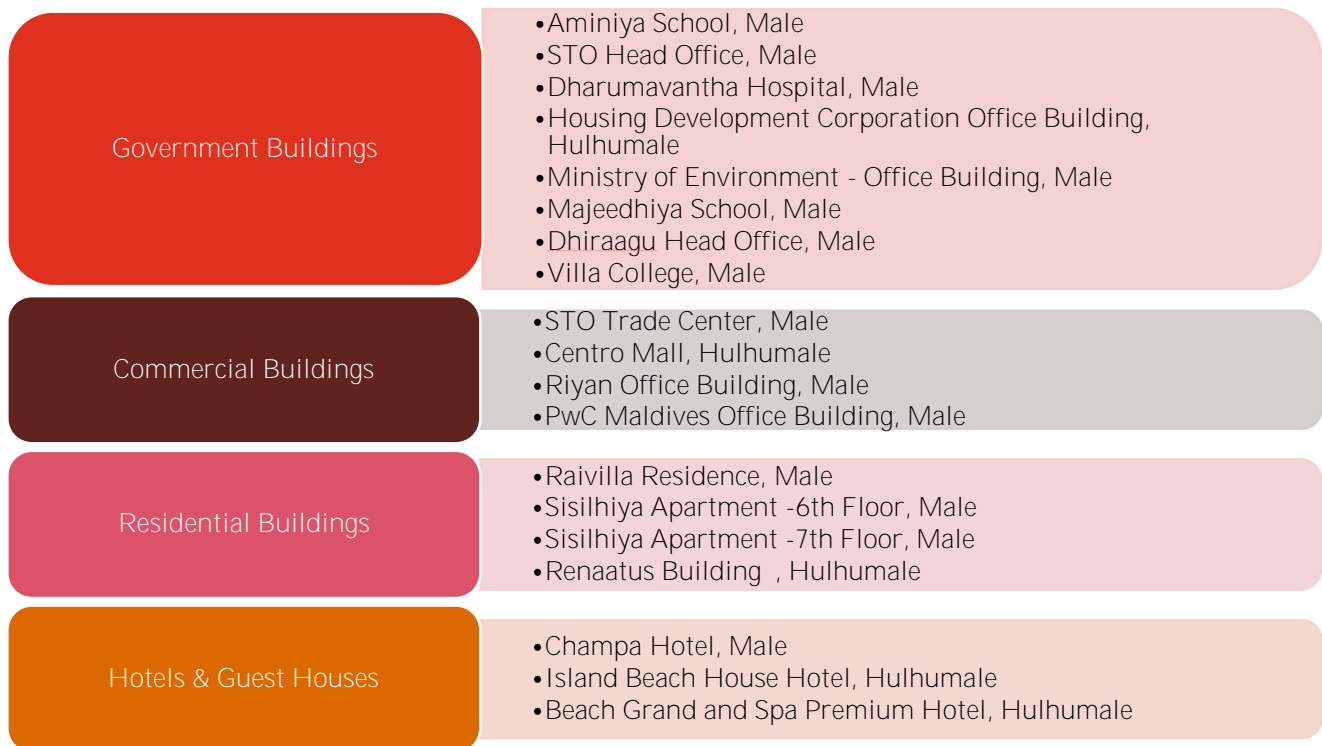 Government Buildings
•Aminiya School, Male
•STO Head Office, Male
•Dharumavantha Hospital, Male
•Housing Development Corporation Office Building,
Hulhumale
•Ministry of Environment - Office Building, Male
•Majeedhiya School, Male
•Dhiraagu Head Office, Male
•Villa College, Male
Commercial Buildings
•STO Trade Center, Male
•Centro Mall, Hulhumale
•Riyan Office Building, Male
•PwC Maldives Office Building, Male
Residential Buildings
•Raivilla Residence, Male
•Sisilhiya Apartment -6th Floor, Male
•Sisilhiya Apartment -7th Floor, Male
•Renaatus Building , Hulhumale
Hotels & Guest Houses
•Champa Hotel, Male
•Island Beach House Hotel, Hulhumale
•Beach Grand and Spa Premium Hotel, Hulhumale